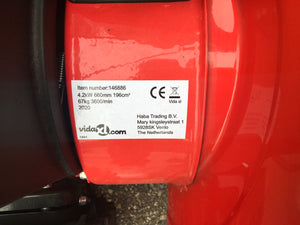 Item number:146686
4.2kW 660mm 196cm³
67kg 3600/min
2020
CE
Vida xl
vidaXL.com
Haba Trading B.V.
Mary kingsleystraat 1
5928SK Venlo
The Netherlands